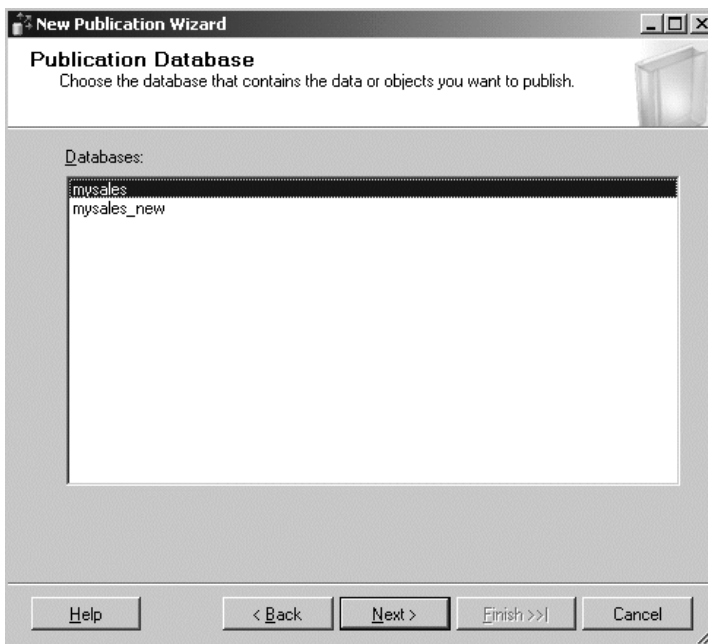 New Publication Wizard
Publication Database
Choose the database that contains the data or objects you want to publish.
Databases:
mysales
mysales_new
Help
< Back
Next >
Finish >>|
Cancel